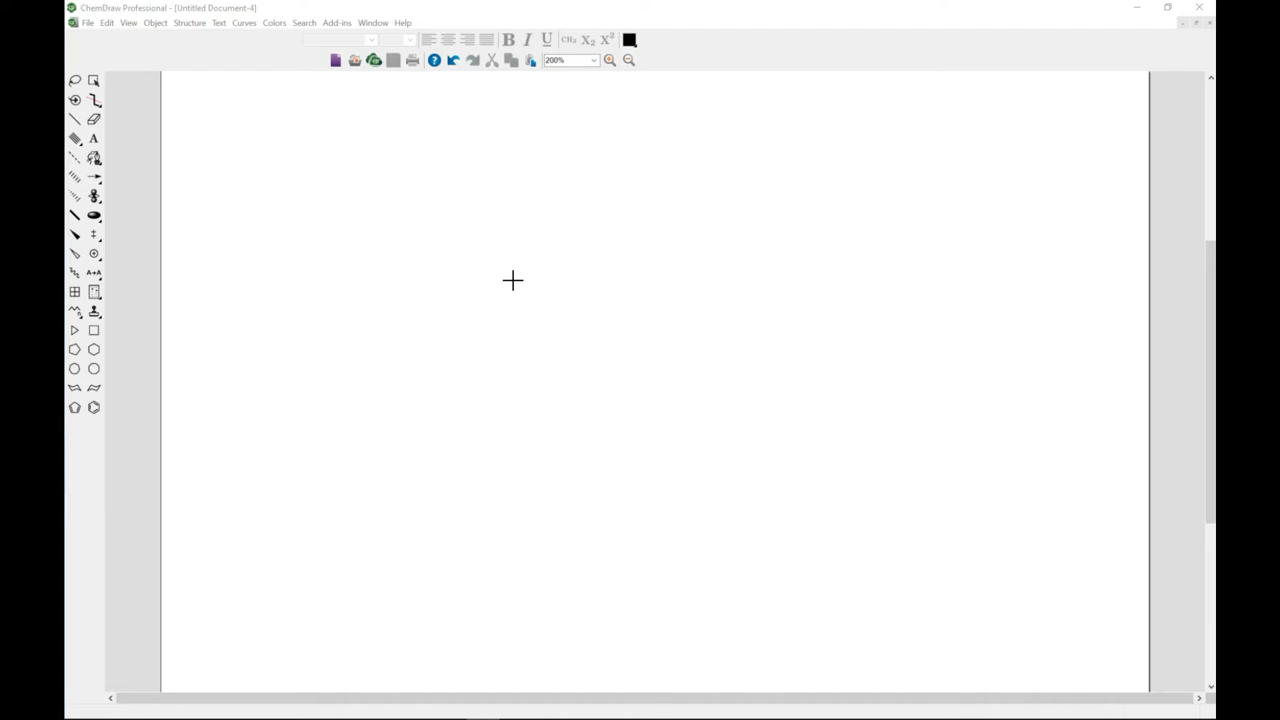 ChemDraw Professional - [Untitled Document-4]
File Edit View Object Structure Text Curves Colors Search Add-ins Window Help
B I U CH₂ X₂ X²
200%
A
A+A